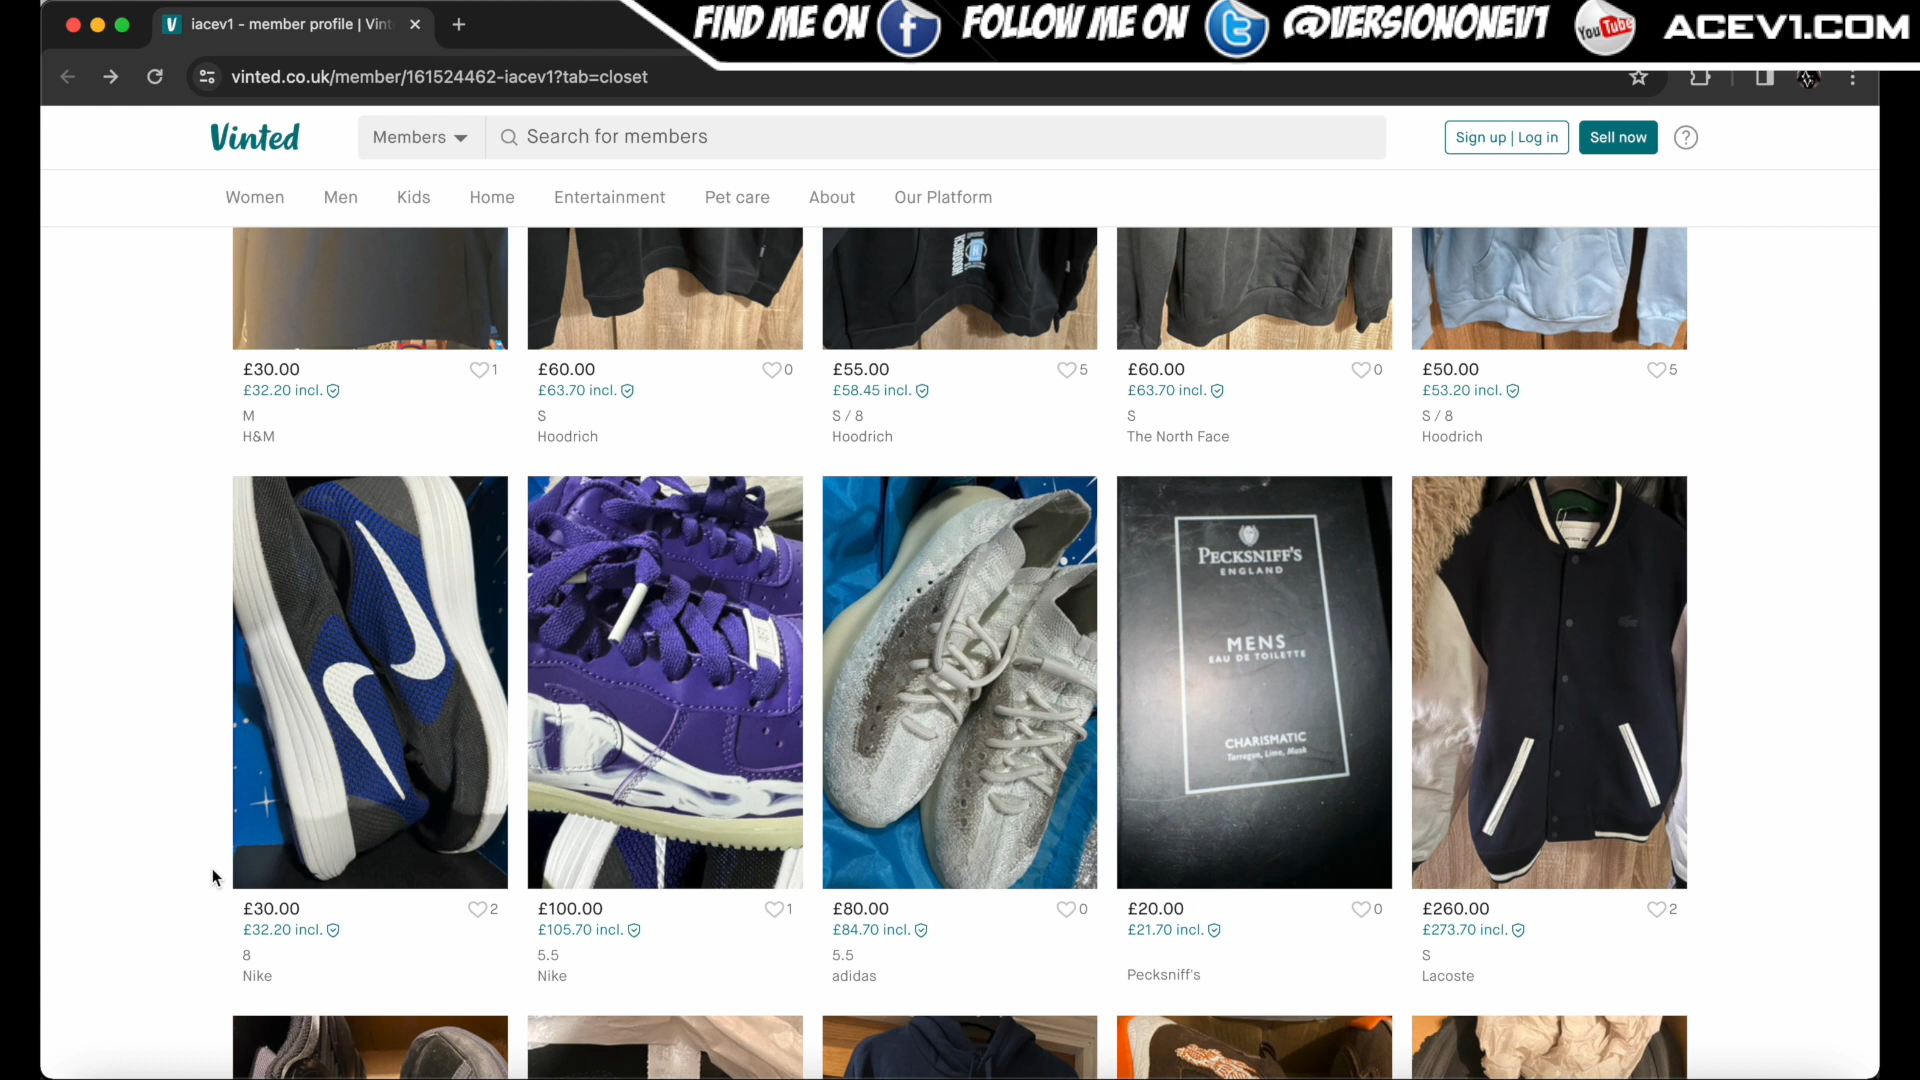 FIND ME ON f FOLLOW ME ON t @VERSIONONEV1 You Tube ACEV1.COM
V iacev1 - member profile | Vint
vinted.co.uk/member/161524462-iacev1?tab=closet
Vinted Members Search for members Sign up | Log in Sell now ?
Women Men Kids Home Entertainment Pet care About Our Platform
HOODRICH
£30.00 1 £60.00 0 £55.00 5 £60.00 0 £50.00 5
£32.20 incl. £63.70 incl. £58.45 incl. £63.70 incl. £53.20 incl.
M S S / 8 S S / 8
H&M Hoodrich Hoodrich The North Face Hoodrich
PECKSNIFF'S
ENGLAND
MENS
EAU DE TOILETTE
CHARISMATIC
Tarragon, Lime, Musk
£30.00 2 £100.00 1 £80.00 0 £20.00 0 £260.00 2
£32.20 incl. £105.70 incl. £84.70 incl. £21.70 incl. £273.70 incl.
8 5.5 5.5 S
Nike Nike adidas Pecksniff's Lacoste